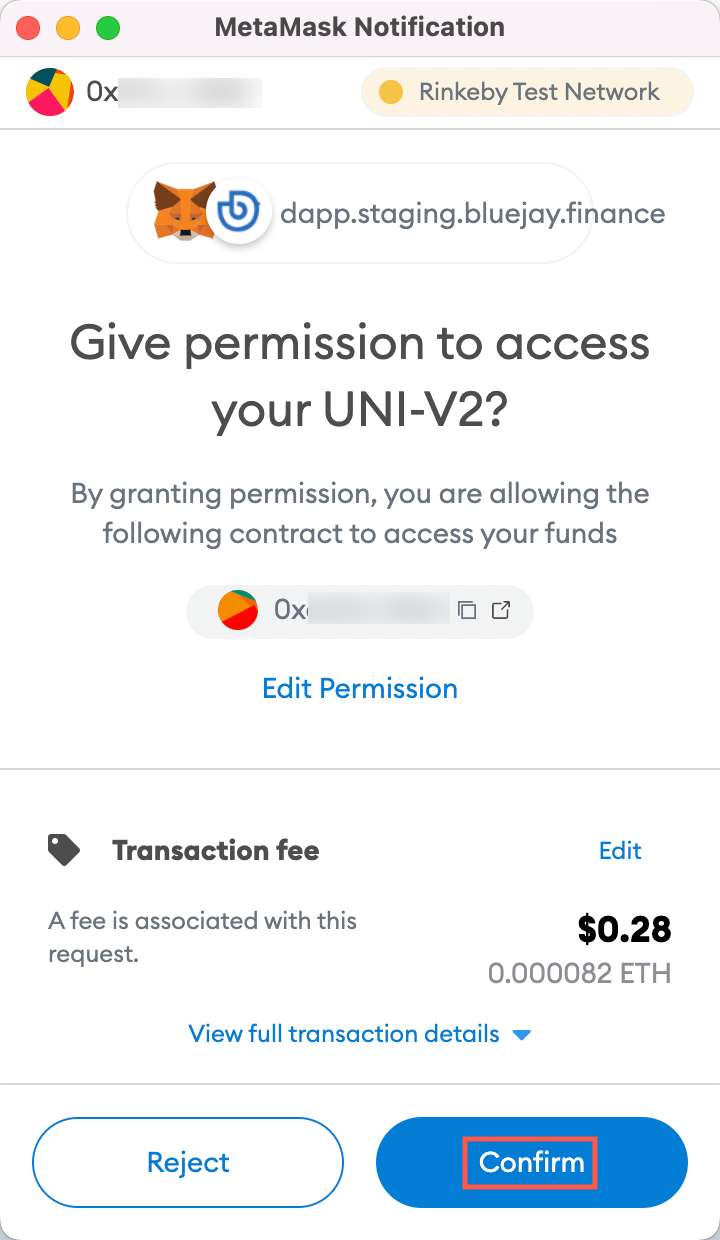 MetaMask Notification
0x
Rinkeby Test Network
dapp.staging.bluejay.finance
Give permission to access
your UNI-V2?
By granting permission, you are allowing the
following contract to access your funds
0x
Edit Permission
Transaction fee
Edit
A fee is associated with this
request.
$0.28
0.000082 ETH
View full transaction details
Reject
Confirm